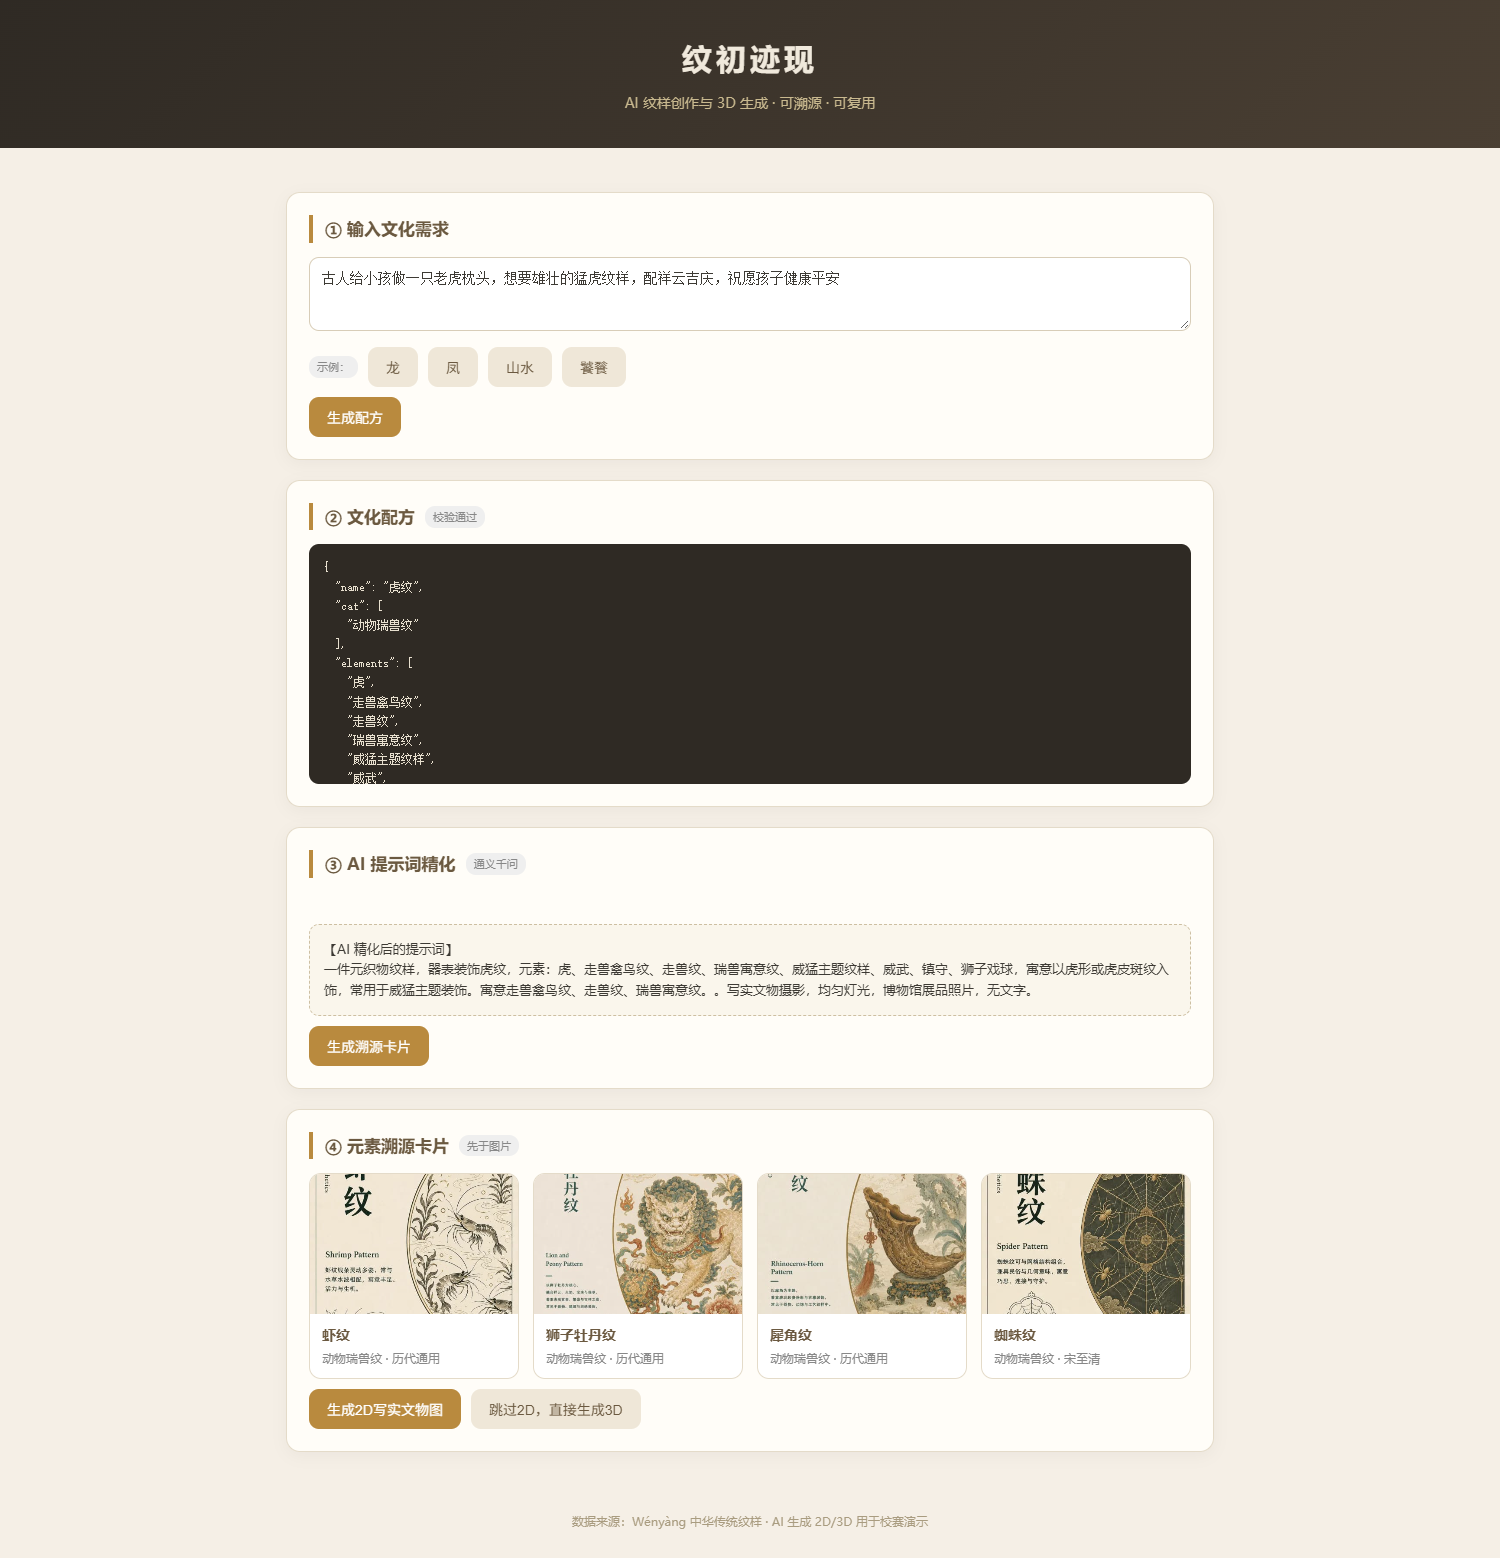 纹初迹现
AI 纹样创作与 3D 生成 · 可溯源 · 可复用
① 输入文化需求
古人给小孩做一只老虎枕头，想要雄壮的猛虎纹样，配祥云吉庆，祝愿孩子健康平安
示例：
龙
凤
山水
饕餮
生成配方
② 文化配方
校验通过
{
"name": "虎纹",
"cat": [
"动物瑞兽纹"
],
"elements": [
"虎",
"走兽禽鸟纹",
"走兽纹",
"瑞兽寓意纹",
"威猛主题纹样",
"威武",
③ AI 提示词精化
通义千问
【AI 精化后的提示词】
一件元织物纹样，器表装饰虎纹，元素：虎、走兽禽鸟纹、走兽纹、瑞兽寓意纹、威猛主题纹样、威武、镇守、狮子戏球，寓意以虎形或虎皮斑纹入
饰，常用于威猛主题装饰。寓意走兽禽鸟纹、走兽纹、瑞兽寓意纹。。写实文物摄影，均匀灯光，博物馆展品照片，无文字。
生成溯源卡片
④ 元素溯源卡片
先于图片
纹
Shrimp Pattern
虾纹
动物瑞兽纹 · 历代通用
牡丹纹
Lion and
Peony Pattern
狮子牡丹纹
动物瑞兽纹 · 历代通用
纹
Rhinocerus-Horn
Pattern
犀角纹
动物瑞兽纹 · 历代通用
蛛纹
Spider Pattern
蜘蛛纹
动物瑞兽纹 · 宋至清
生成2D写实文物图
跳过2D，直接生成3D
数据来源：Wényàng 中华传统纹样 · AI 生成 2D/3D 用于校赛演示